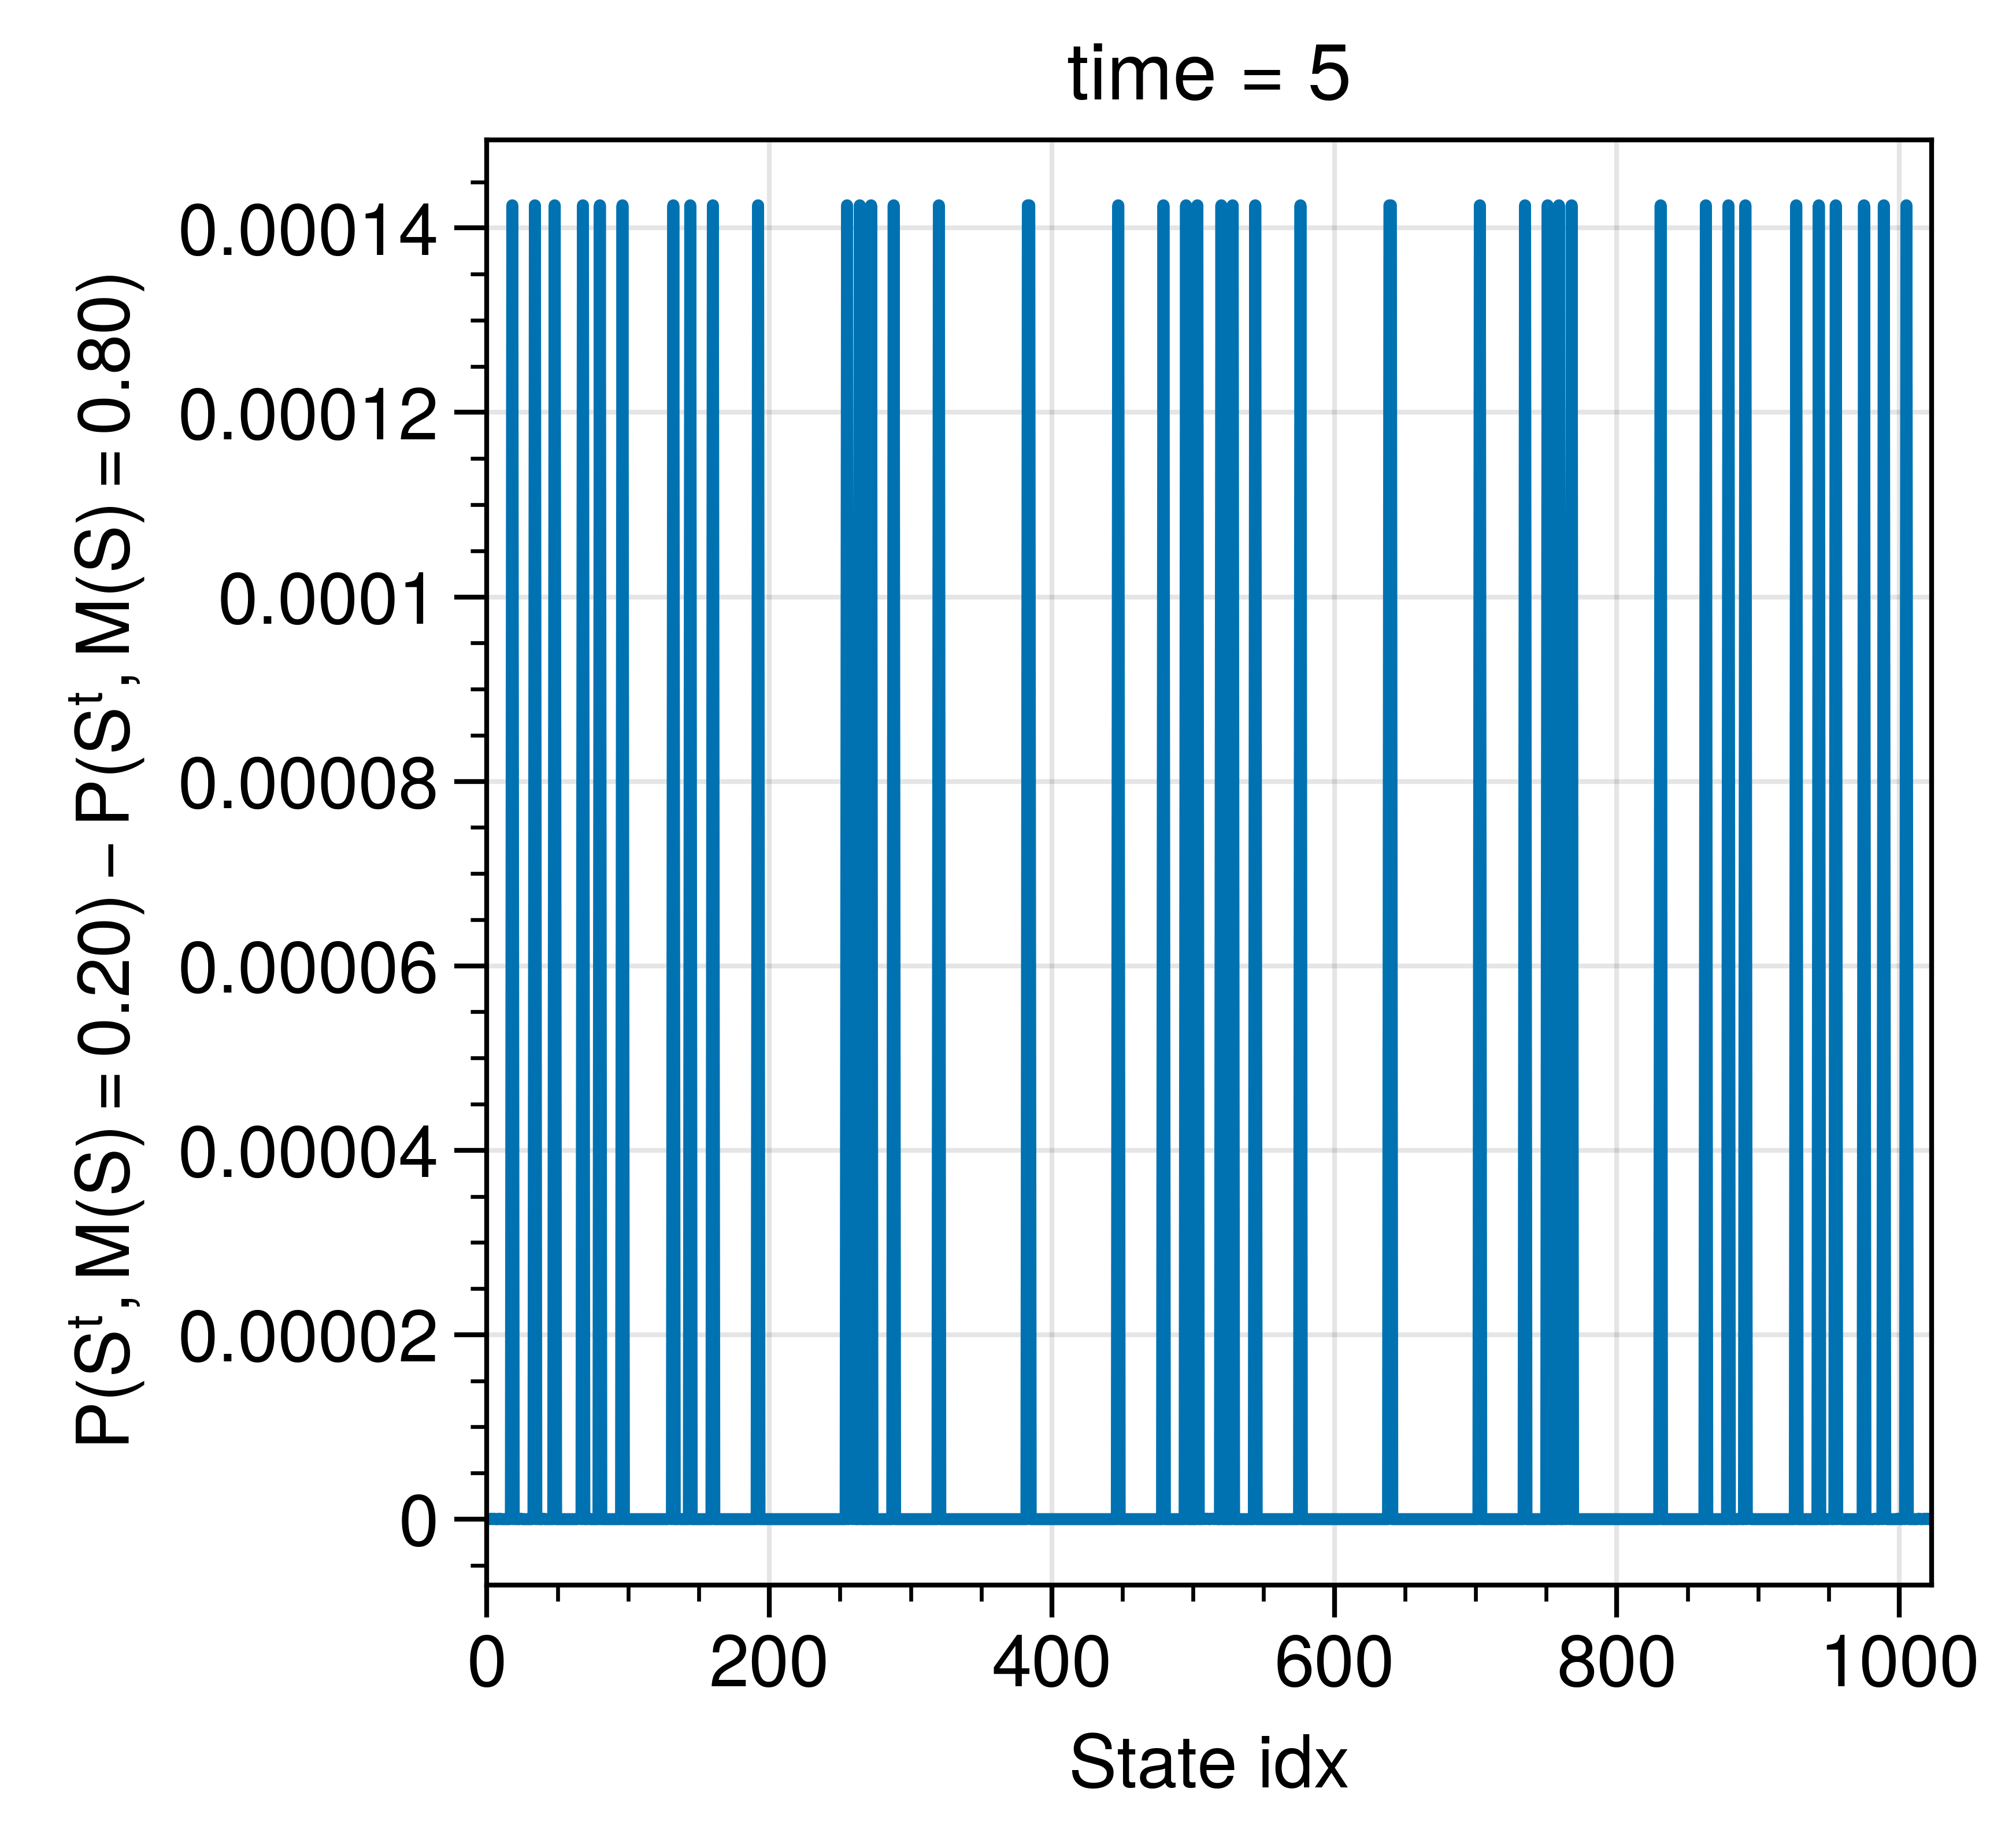 time = 5
P(Sᵗ, M(S) = 0.20) − P(Sᵗ, M(S) = 0.80)
0.00014
0.00012
0.0001
0.00008
0.00006
0.00004
0.00002
0
0 200 400 600 800 1000
State idx